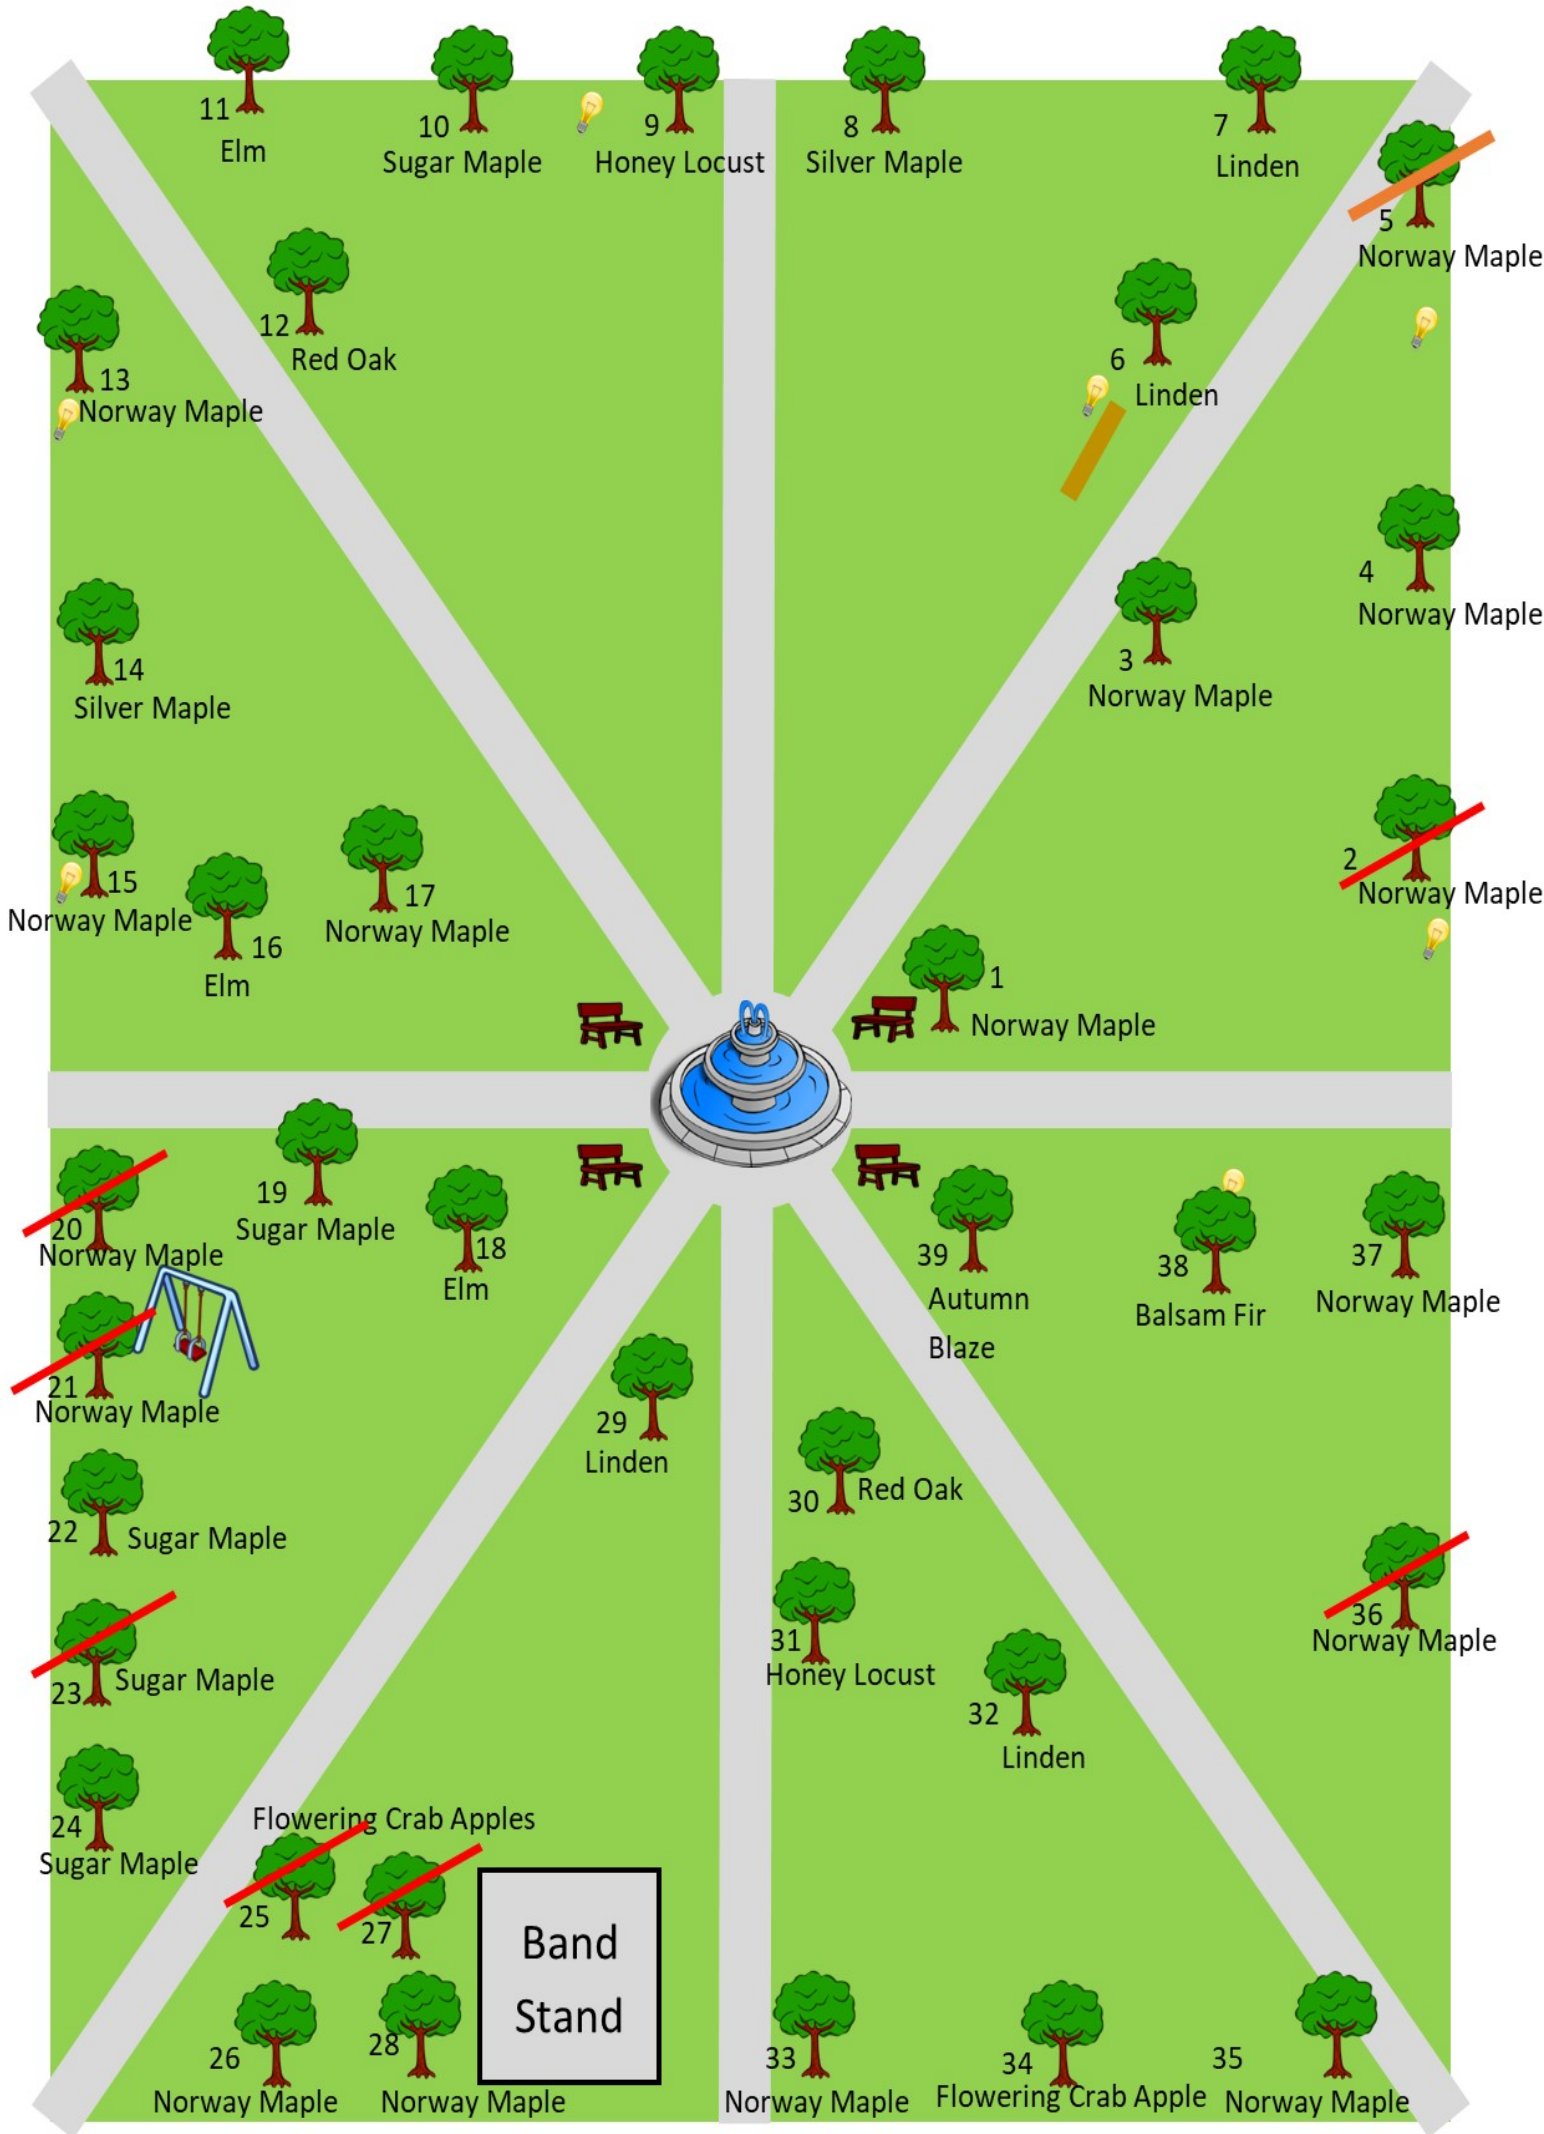 11
Elm
10
Sugar Maple
9
Honey Locust
8
Silver Maple
7
Linden
5
Norway Maple
12
Red Oak
6
Linden
13
Norway Maple
4
Norway Maple
14
Silver Maple
3
Norway Maple
15
Norway Maple
16
Elm
17
Norway Maple
2
Norway Maple
1
Norway Maple
20
Norway Maple
19
Sugar Maple
18
Elm
39
Autumn
Blaze
38
Balsam Fir
37
Norway Maple
21
Norway Maple
29
Linden
30
Red Oak
22
Sugar Maple
31
Honey Locust
36
Norway Maple
23
Sugar Maple
32
Linden
24
Sugar Maple
Flowering Crab Apples
25
27
Band
Stand
26
Norway Maple
28
Norway Maple
33
Norway Maple
34
Flowering Crab Apple
35
Norway Maple